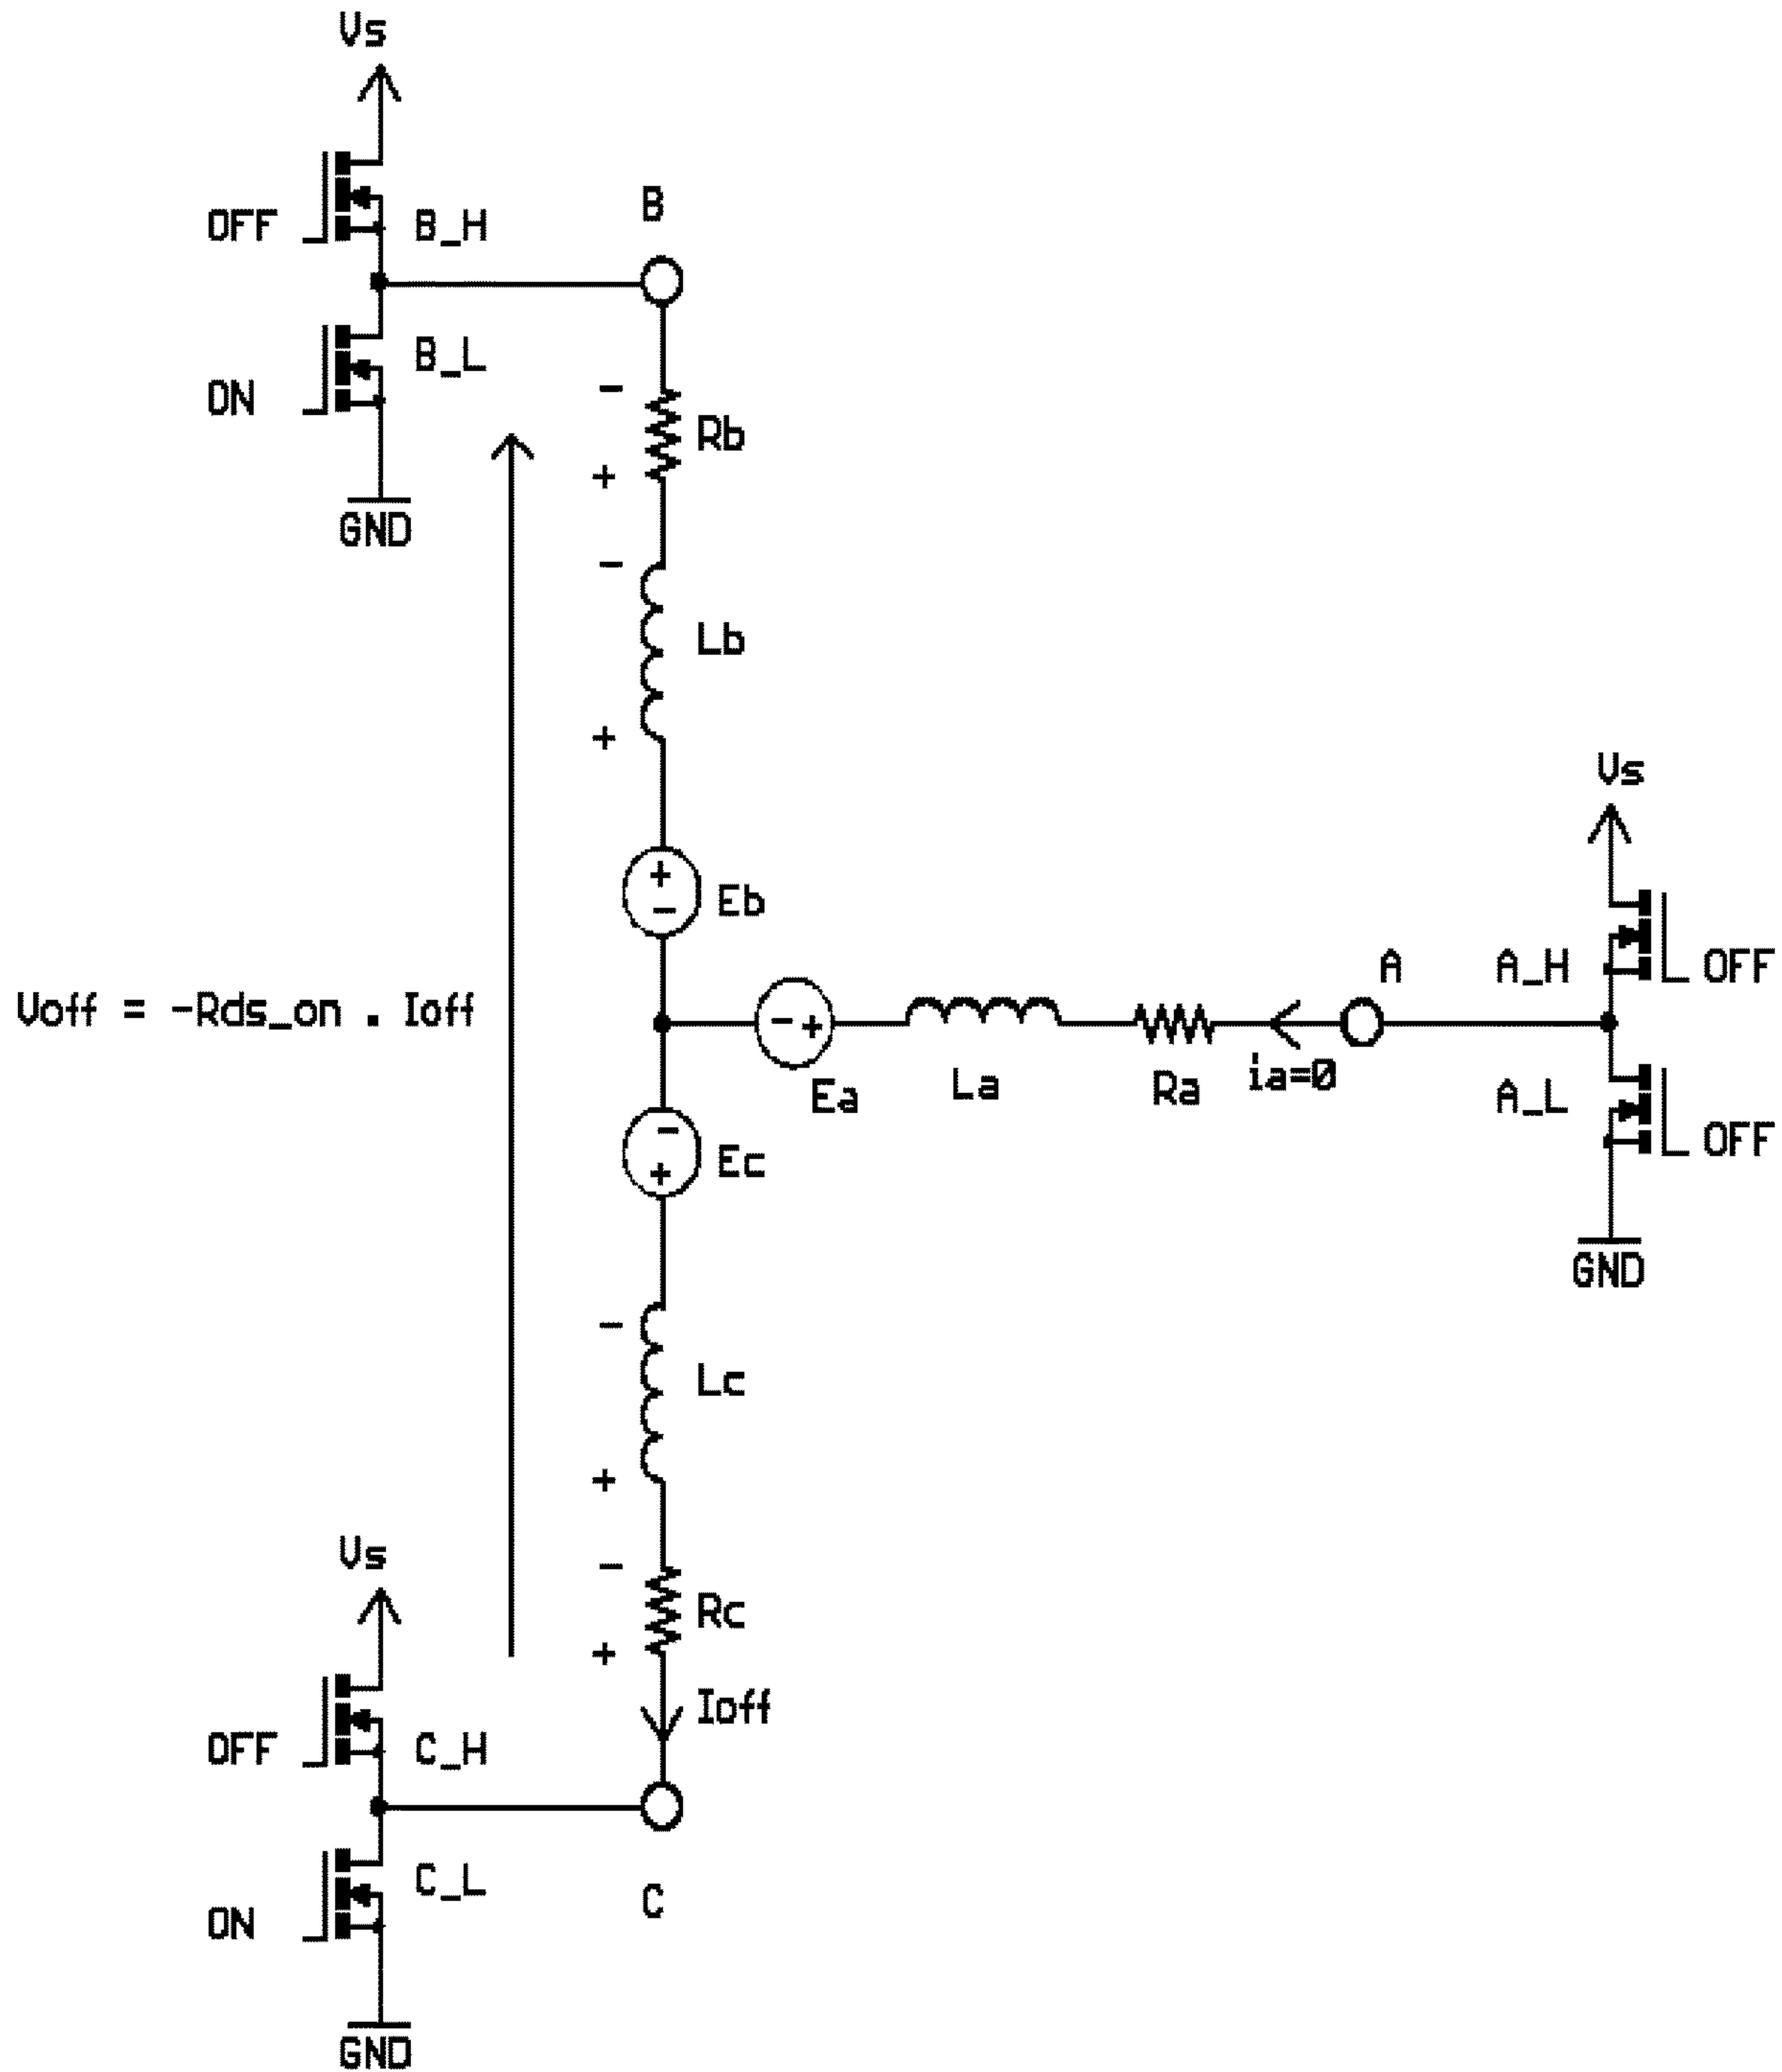 Vs
B
OFF
B_H
B_L
ON
-
Rb
+
GND
-
Lb
+
Vs
+
Eb
-
A
A_H
OFF
Voff = -Rds_on . Ioff
- +
Ea
La
Ra
ia=0
A_L
OFF
-
Ec
+
GND
-
Lc
+
Vs
-
Rc
+
Ioff
OFF
C_H
C_L
C
ON
GND